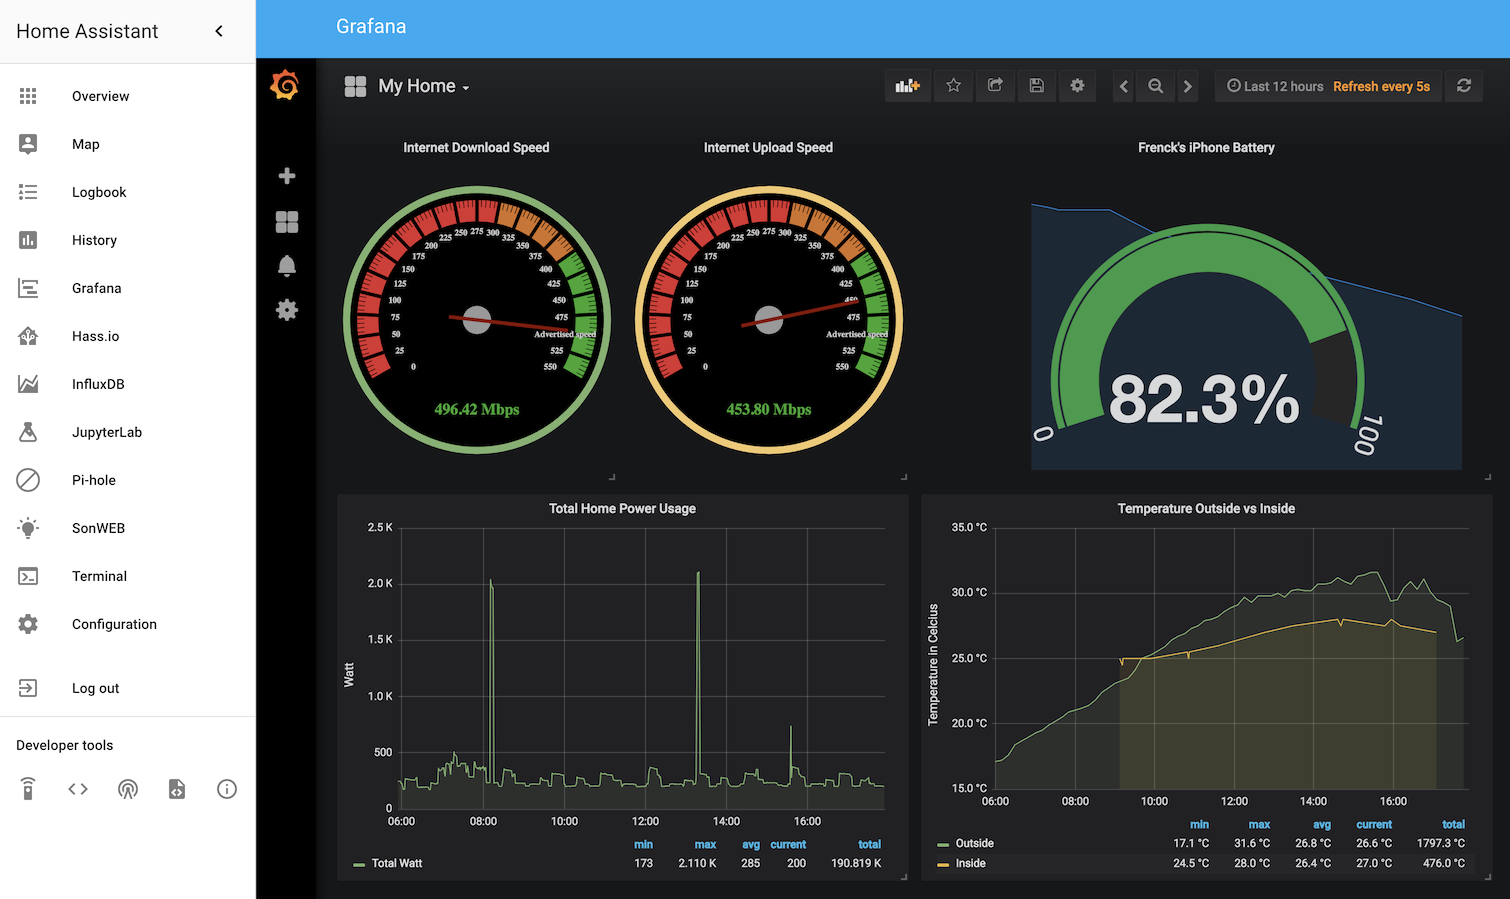 Home Assistant
Grafana
Overview
Map
Logbook
History
Grafana
Hass.io
InfluxDB
JupyterLab
Pi-hole
SonWEB
Terminal
Configuration
Log out
Developer tools
My Home
Last 12 hours Refresh every 5s
Internet Download Speed
0
25
50
75
100
125
150
175
200
225
250
275
300
325
350
375
400
425
450
475
Advertised speed
525
550
496.42 Mbps
Internet Upload Speed
0
25
50
75
100
125
150
175
200
225
250
275
300
325
350
375
400
425
450
475
Advertised speed
525
550
453.80 Mbps
Frenck's iPhone Battery
82.3%
0
100
Total Home Power Usage
Watt
2.5 K
2.0 K
1.5 K
1.0 K
500
0
06:00 08:00 10:00 12:00 14:00 16:00
min max avg current total
Total Watt 173 2.110 K 285 200 190.819 K
Temperature Outside vs Inside
Temperature in Celcius
35.0 °C
30.0 °C
25.0 °C
20.0 °C
15.0 °C
06:00 08:00 10:00 12:00 14:00 16:00
min max avg current total
Outside 17.1 °C 31.6 °C 26.8 °C 26.6 °C 1797.3 °C
Inside 24.5 °C 28.0 °C 26.4 °C 27.0 °C 476.0 °C